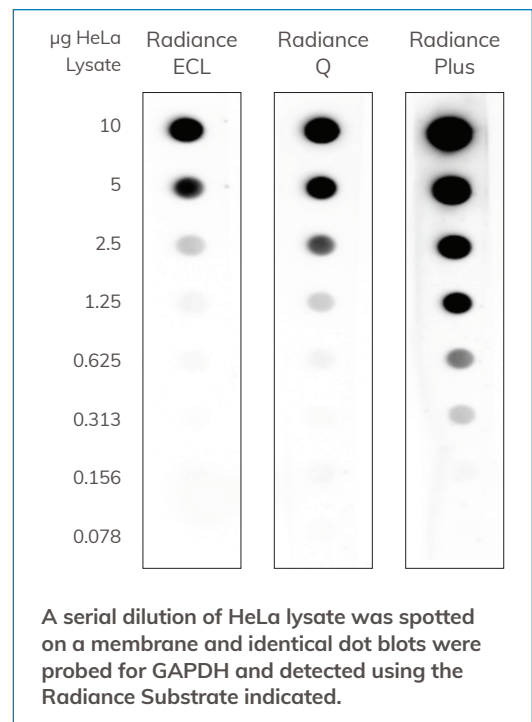 µg HeLa
Lysate
Radiance
ECL
Radiance
Q
Radiance
Plus
10
5
2.5
1.25
0.625
0.313
0.156
0.078
A serial dilution of HeLa lysate was spotted
on a membrane and identical dot blots were
probed for GAPDH and detected using the
Radiance Substrate indicated.